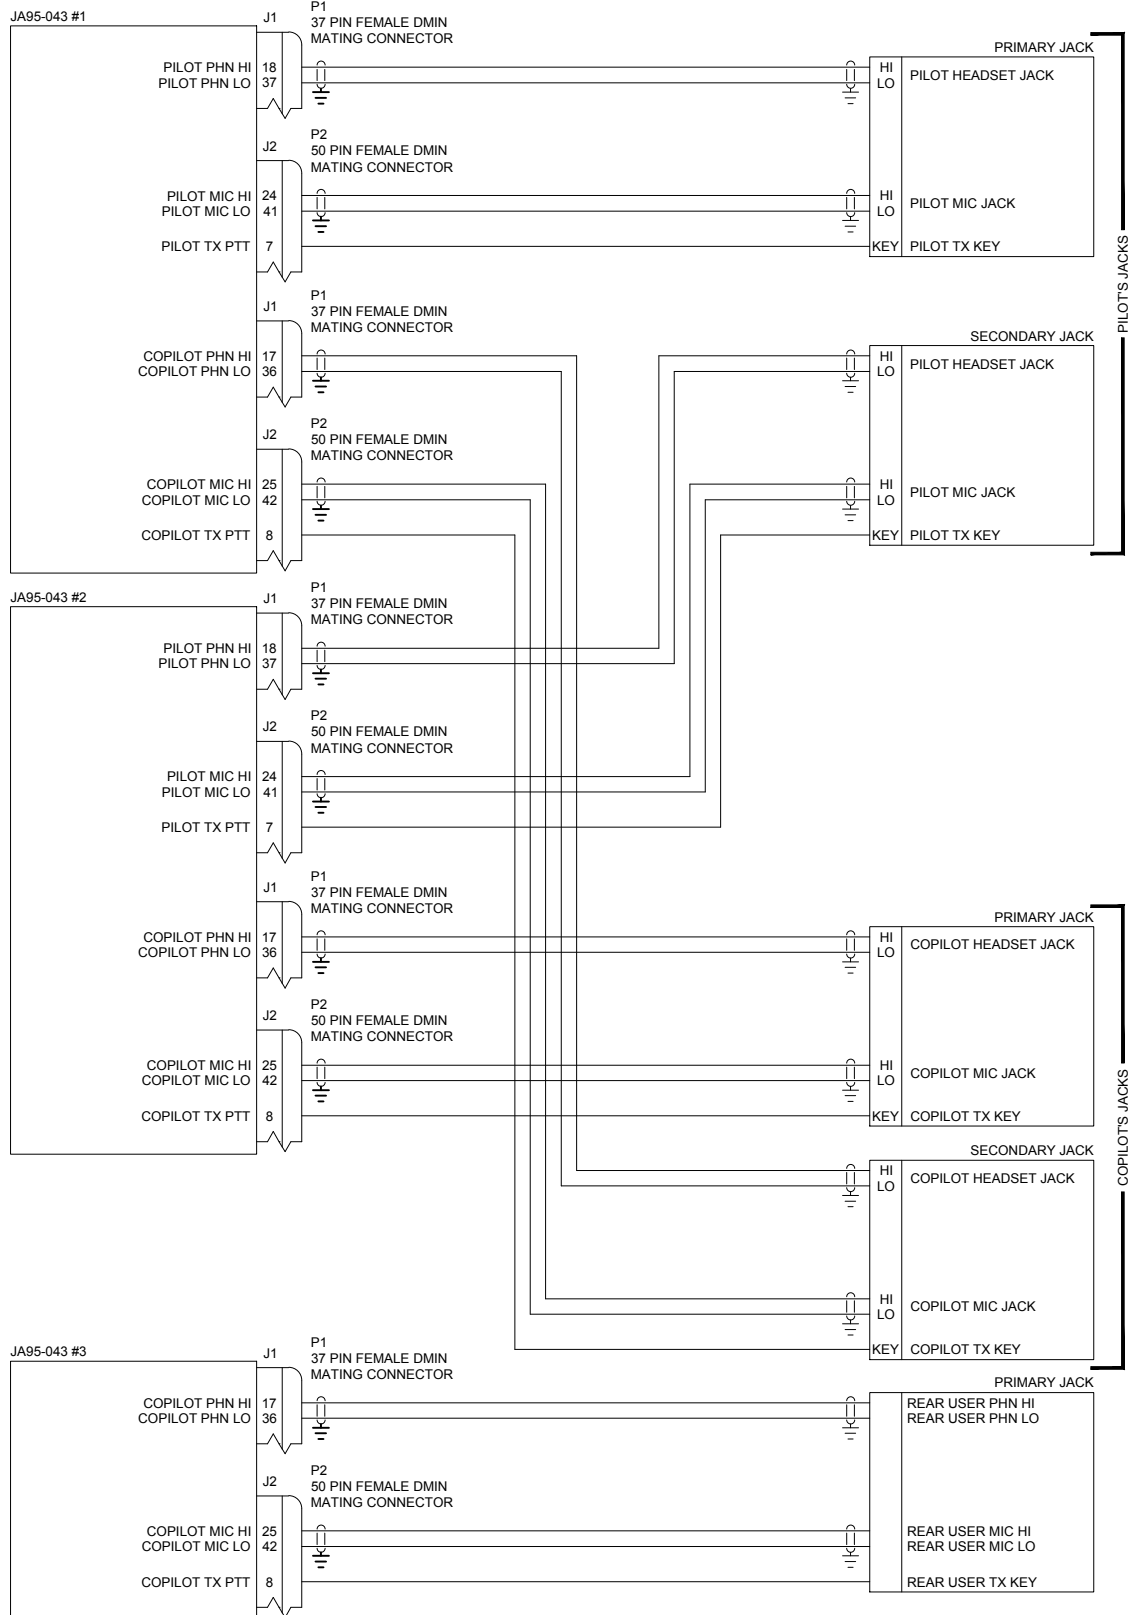 JA95-043 #1
J1
P1
37 PIN FEMALE DMIN
MATING CONNECTOR
PILOT PHN HI 18
PILOT PHN LO 37
PRIMARY JACK
HI
LO
PILOT HEADSET JACK
J2
P2
50 PIN FEMALE DMIN
MATING CONNECTOR
PILOT MIC HI 24
PILOT MIC LO 41
PILOT TX PTT 7
HI
LO
PILOT MIC JACK
KEY PILOT TX KEY
PILOT'S JACKS
J1
P1
37 PIN FEMALE DMIN
MATING CONNECTOR
COPILOT PHN HI 17
COPILOT PHN LO 36
SECONDARY JACK
HI
LO
PILOT HEADSET JACK
J2
P2
50 PIN FEMALE DMIN
MATING CONNECTOR
COPILOT MIC HI 25
COPILOT MIC LO 42
COPILOT TX PTT 8
HI
LO
PILOT MIC JACK
KEY PILOT TX KEY
JA95-043 #2
J1
P1
37 PIN FEMALE DMIN
MATING CONNECTOR
PILOT PHN HI 18
PILOT PHN LO 37
J2
P2
50 PIN FEMALE DMIN
MATING CONNECTOR
PILOT MIC HI 24
PILOT MIC LO 41
PILOT TX PTT 7
J1
P1
37 PIN FEMALE DMIN
MATING CONNECTOR
COPILOT PHN HI 17
COPILOT PHN LO 36
PRIMARY JACK
HI
LO
COPILOT HEADSET JACK
J2
P2
50 PIN FEMALE DMIN
MATING CONNECTOR
COPILOT MIC HI 25
COPILOT MIC LO 42
COPILOT TX PTT 8
HI
LO
COPILOT MIC JACK
KEY COPILOT TX KEY
COPILOT'S JACKS
SECONDARY JACK
HI
LO
COPILOT HEADSET JACK
HI
LO
COPILOT MIC JACK
KEY COPILOT TX KEY
JA95-043 #3
J1
P1
37 PIN FEMALE DMIN
MATING CONNECTOR
COPILOT PHN HI 17
COPILOT PHN LO 36
PRIMARY JACK
REAR USER PHN HI
REAR USER PHN LO
J2
P2
50 PIN FEMALE DMIN
MATING CONNECTOR
COPILOT MIC HI 25
COPILOT MIC LO 42
COPILOT TX PTT 8
REAR USER MIC HI
REAR USER MIC LO
REAR USER TX KEY